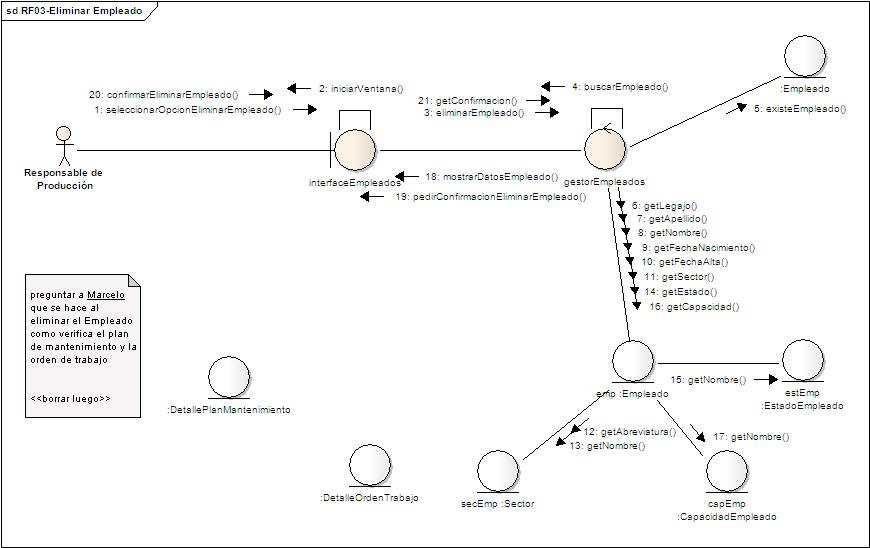 sd RF03-Eliminar Empleado
:Empleado
20: confirmarEliminarEmpleado()
2: iniciarVentana()
1: seleccionarOpcionEliminarEmpleado()
21: getConfirmacion()
4: buscarEmpleado()
3: eliminarEmpleado()
5: existeEmpleado()
Responsable de
Producción
interfaceEmpleados
18: mostrarDatosEmpleado()
gestorEmpleados
19: pedirConfirmacionEliminarEmpleado()
6: getLegajo()
7: getApellido()
8: getNombre()
9: getFechaNacimiento()
10: getFechaAlta()
11: getSector()
14: getEstado()
16: getCapacidad()
preguntar a Marcelo
que se hace al
eliminar el Empleado
como verifica el plan
de mantenimiento y la
orden de trabajo
<<borrar luego>>
:DetallePlanMantenimiento
emp :Empleado
15: getNombre()
estEmp
:EstadoEmpleado
12: getAbreviatura()
13: getNombre()
17: getNombre()
:DetalleOrdenTrabajo
secEmp :Sector
capEmp
:CapacidadEmpleado